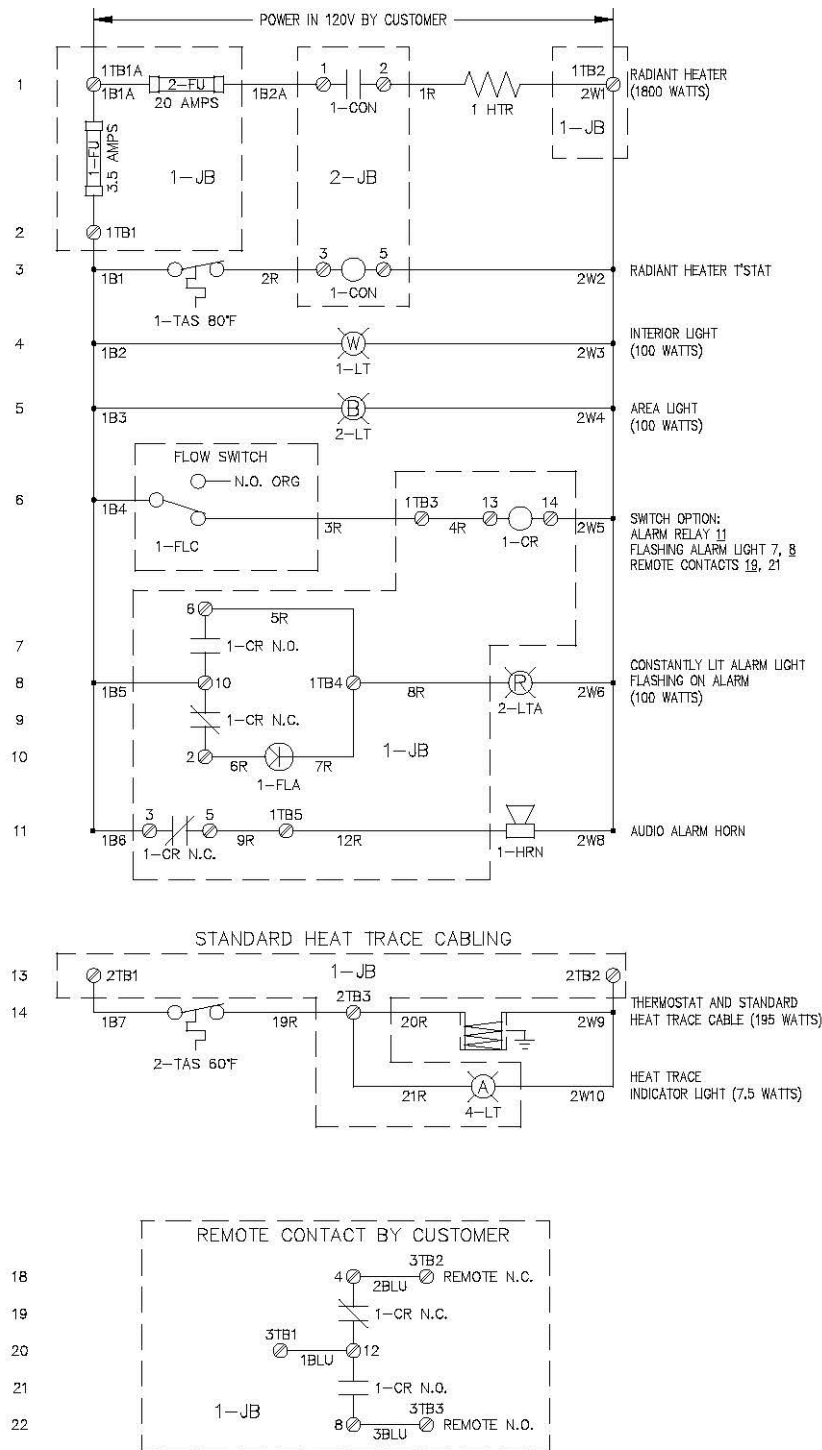 POWER IN 120V BY CUSTOMER
1
1TB1A
1B1A
2-FU
20 AMPS
1B2A
1
2
1-CON
1R
1 HTR
1TB2
2W1
1-JB
RADIANT HEATER
(1800 WATTS)
1-FU
3.5 AMPS
1-JB
2-JB
2
1TB1
3
1B1
1-TAS 80°F
2R
3
5
1-CON
2W2
RADIANT HEATER T'STAT
4
1B2
W
1-LT
2W3
INTERIOR LIGHT
(100 WATTS)
5
1B3
B
2-LT
2W4
AREA LIGHT
(100 WATTS)
FLOW SWITCH
N.O. ORG
6
1B4
1-FLC
3R
1TB3
4R
13
14
1-CR
2W5
SWITCH OPTION:
ALARM RELAY 11
FLASHING ALARM LIGHT 7, 8
REMOTE CONTACTS 19, 21
6
5R
7
1-CR N.O.
8
1B5
10
1TB4
8R
R
2-LTA
2W6
CONSTANTLY LIT ALARM LIGHT
FLASHING ON ALARM
(100 WATTS)
9
1-CR N.C.
1-JB
10
2
6R
7R
1-FLA
11
1B6
3
5
1-CR N.C.
9R
1TB5
12R
1-HRN
2W8
AUDIO ALARM HORN
STANDARD HEAT TRACE CABLING
13
2TB1
1-JB
2TB2
14
1B7
2-TAS 60°F
19R
2TB3
20R
2W9
THERMOSTAT AND STANDARD
HEAT TRACE CABLE (195 WATTS)
21R
A
4-LT
2W10
HEAT TRACE
INDICATOR LIGHT (7.5 WATTS)
REMOTE CONTACT BY CUSTOMER
18
4
2BLU
3TB2
REMOTE N.C.
19
1-CR N.C.
20
3TB1
1BLU
12
21
1-CR N.O.
1-JB
22
8
3BLU
3TB3
REMOTE N.O.